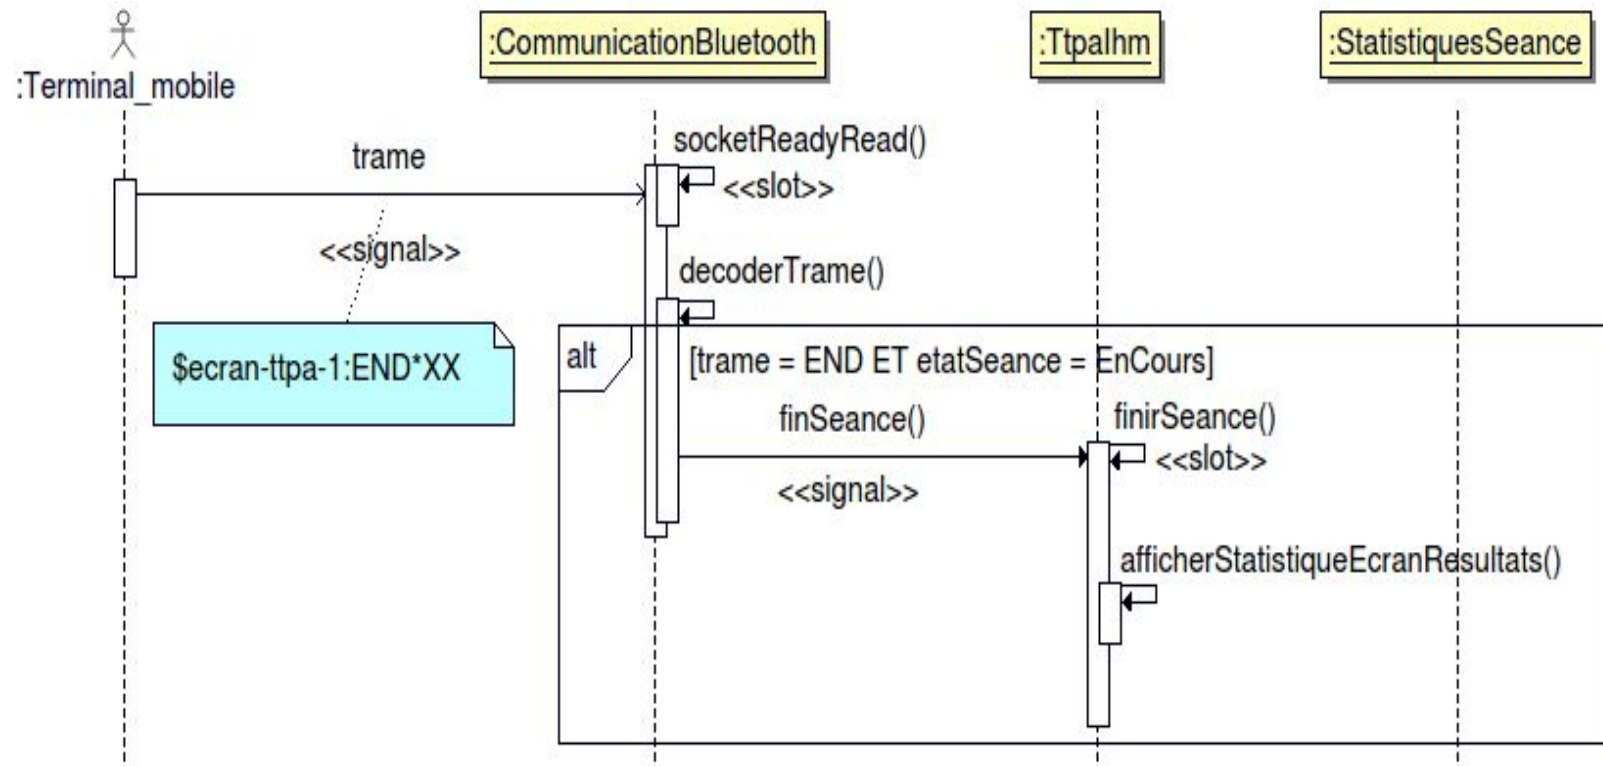 :Terminal_mobile
:CommunicationBluetooth
:TtpaIhm
:StatistiquesSeance
trame
<<signal>>
$ecran-ttpa-1:END*XX
socketReadyRead()
<<slot>>
decoderTrame()
alt
[trame = END ET etatSeance = EnCours]
finSeance()
<<signal>>
finirSeance()
<<slot>>
afficherStatistiqueEcranResultats()